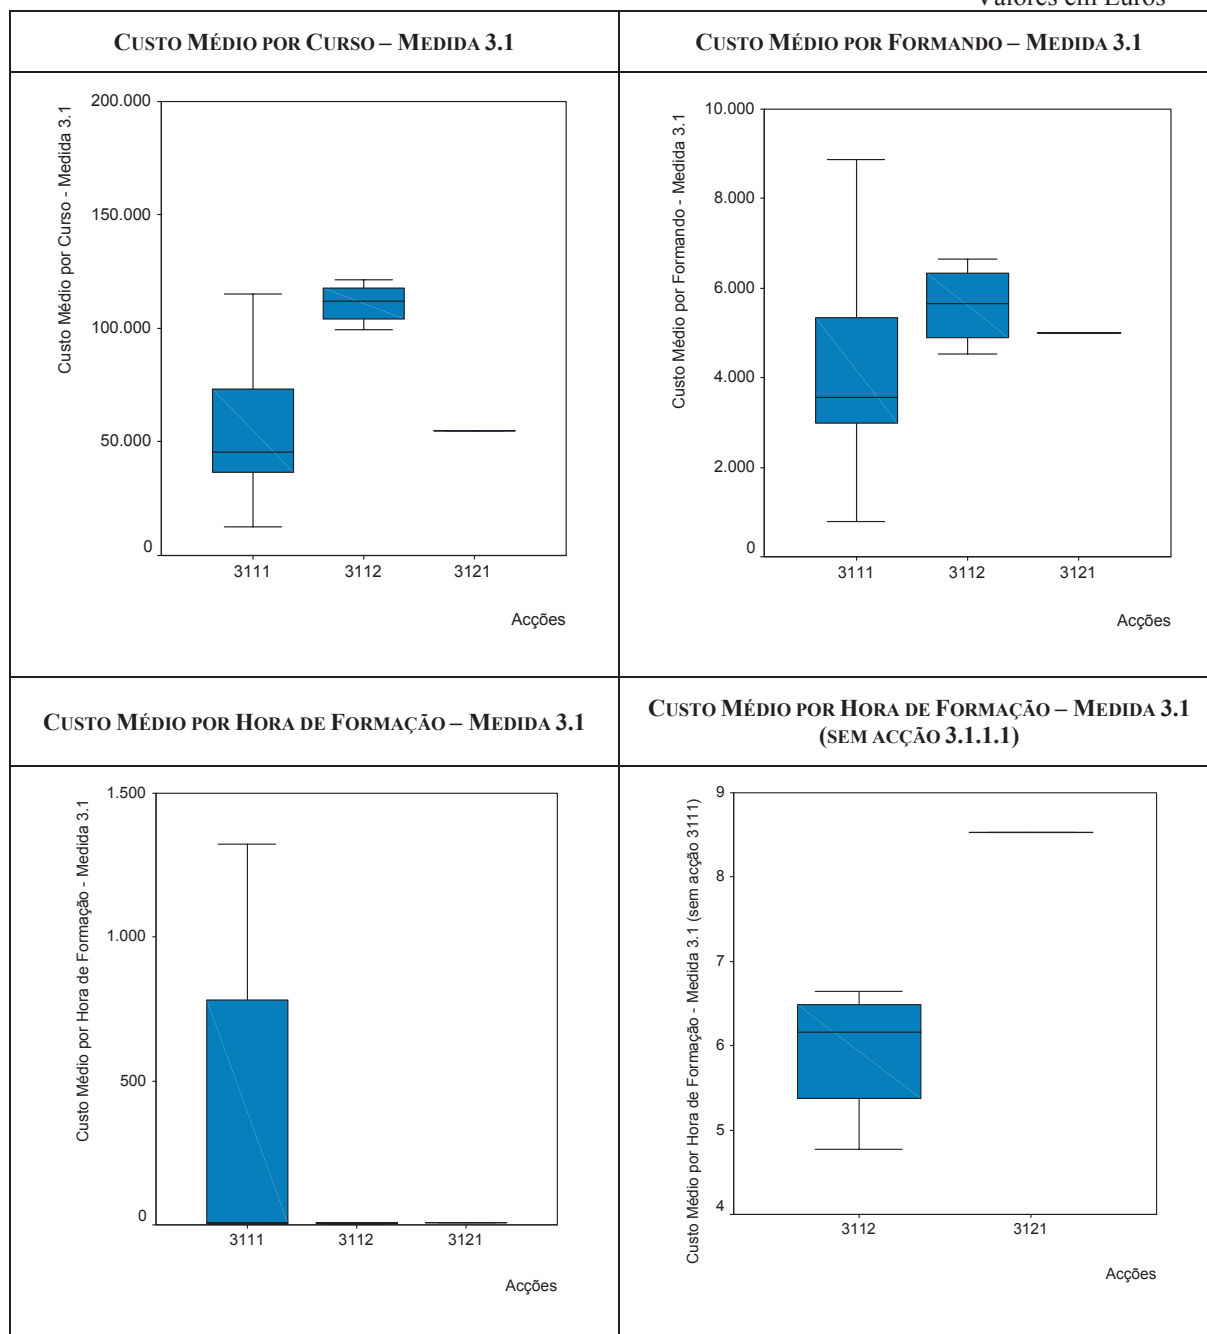 Valores em Euros
CUSTO MÉDIO POR CURSO – MEDIDA 3.1
CUSTO MÉDIO POR FORMANDO – MEDIDA 3.1
Custo Médio por Curso - Medida 3.1
200.000
150.000
100.000
50.000
0
3111 3112 3121
Acções
Custo Médio por Formando - Medida 3.1
10.000
8.000
6.000
4.000
2.000
0
3111 3112 3121
Acções
CUSTO MÉDIO POR HORA DE FORMAÇÃO – MEDIDA 3.1
CUSTO MÉDIO POR HORA DE FORMAÇÃO – MEDIDA 3.1
(SEM ACÇÃO 3.1.1.1)
Custo Médio por Hora de Formação - Medida 3.1
1.500
1.000
500
0
3111 3112 3121
Acções
Custo Médio por Hora de Formação - Medida 3.1 (sem acção 3111)
9
8
7
6
5
4
3112 3121
Acções